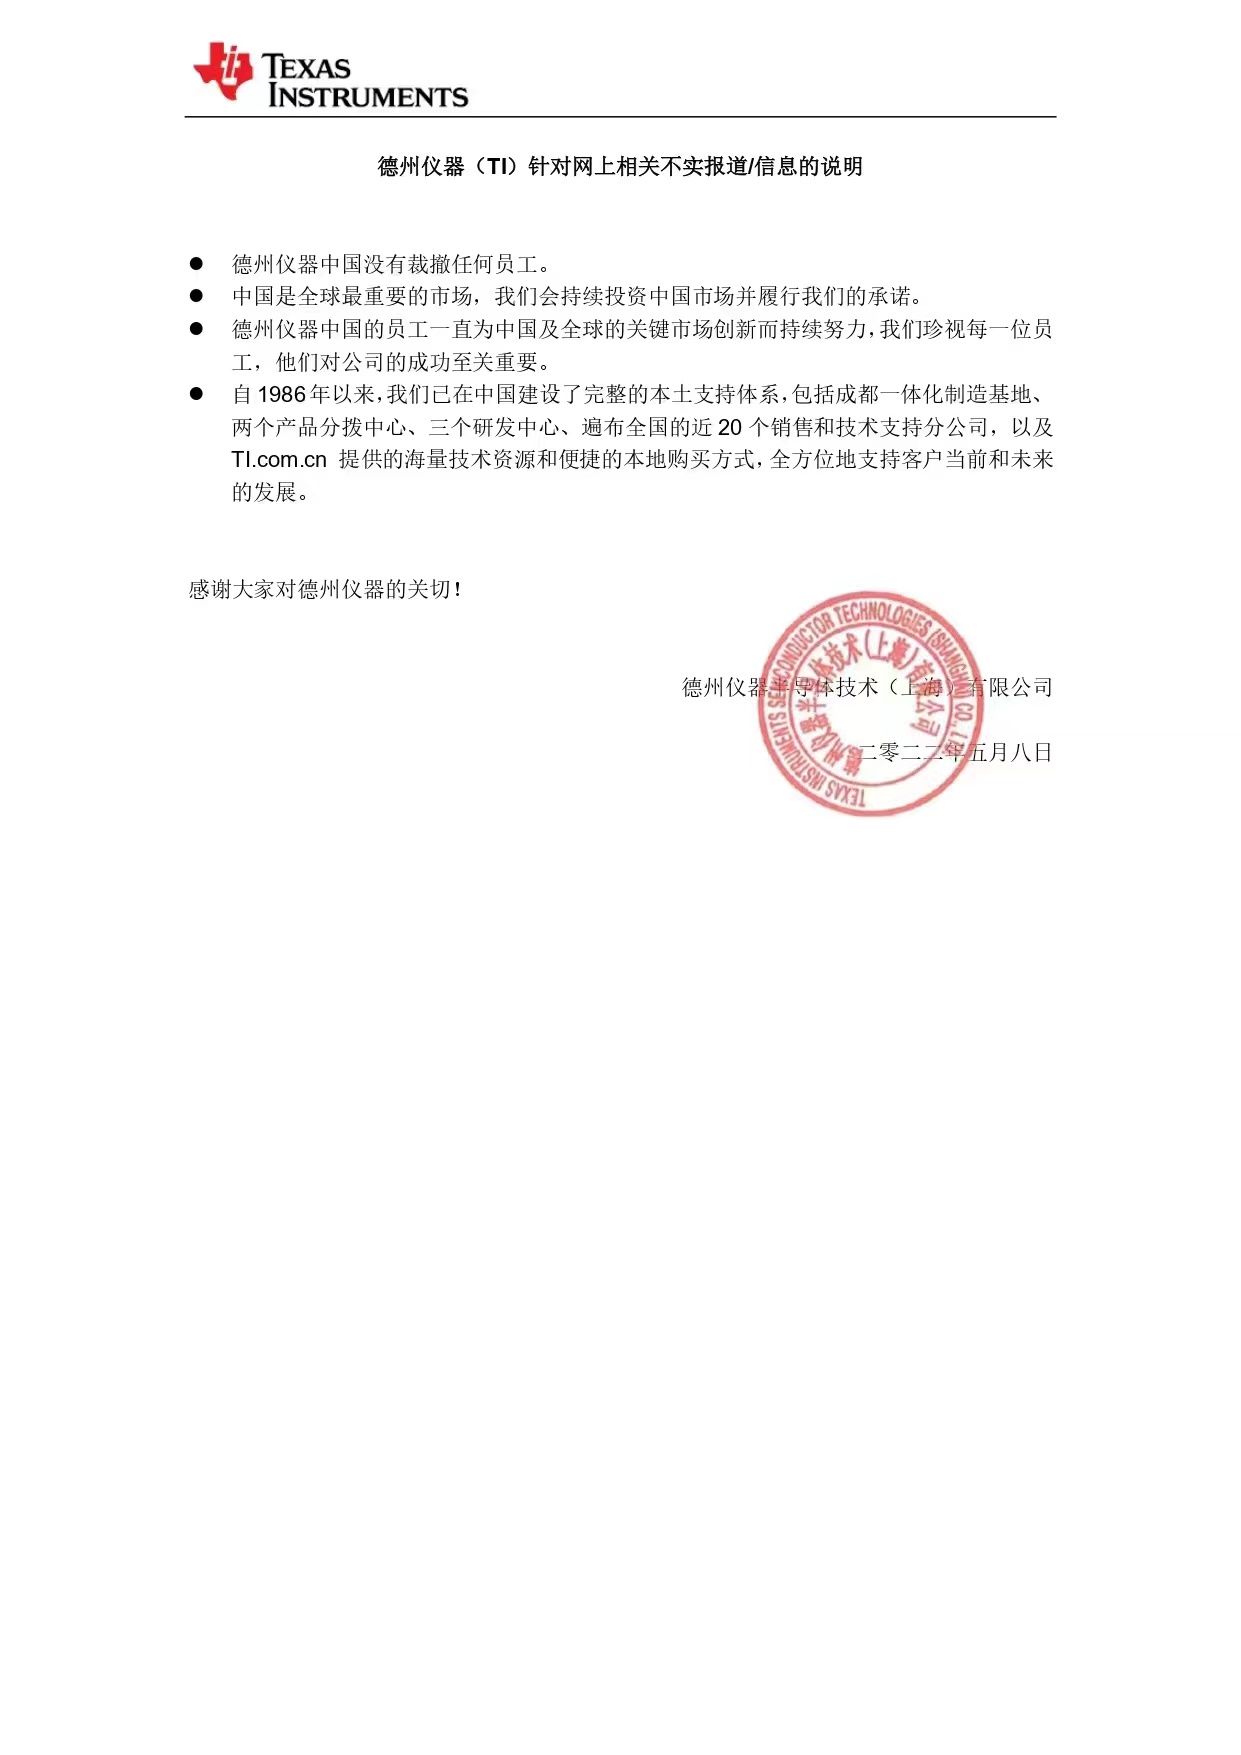 TEXAS
INSTRUMENTS
德州仪器（TI）针对网上相关不实报道/信息的说明
● 德州仪器中国没有裁撤任何员工。
● 中国是全球最重要的市场，我们会持续投资中国市场并履行我们的承诺。
● 德州仪器中国的员工一直为中国及全球的关键市场创新而持续努力，我们珍视每一位员
工，他们对公司的成功至关重要。
● 自 1986 年以来，我们已在中国建设了完整的本土支持体系，包括成都一体化制造基地、
两个产品分拨中心、三个研发中心、遍布全国的近 20 个销售和技术支持分公司，以及
TI.com.cn 提供的海量技术资源和便捷的本地购买方式，全方位地支持客户当前和未来
的发展。
感谢大家对德州仪器的关切！
德州仪器半导体技术（上海）有限公司
二零二二年五月八日
TEXAS INSTRUMENTS SEMICONDUCTOR TECHNOLOGIES (SHANGHAI) CO., LTD.
德州仪器半导体技术(上海)有限公司